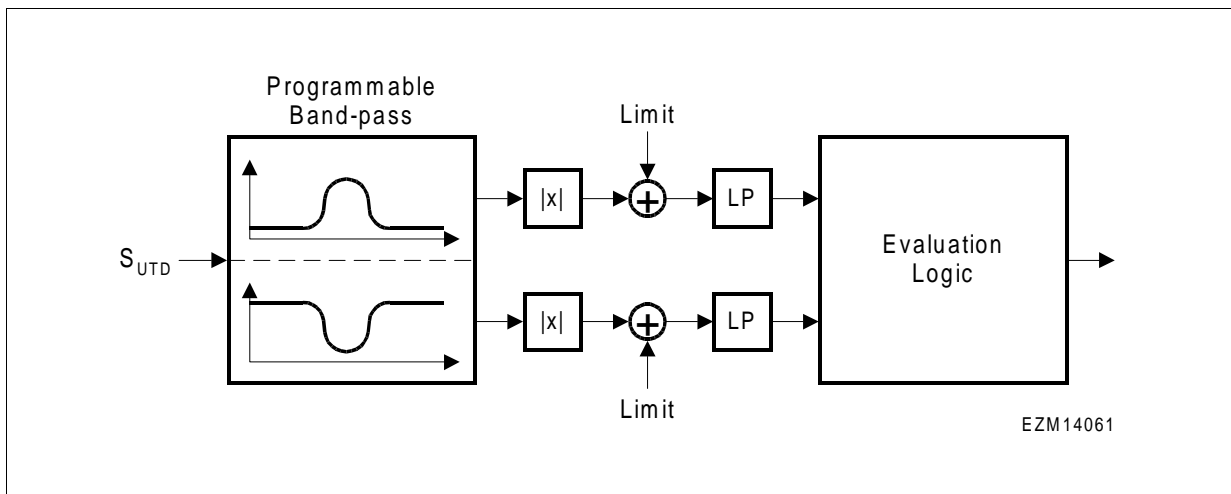 Programmable
Band-pass
Limit
|x|
+
LP
S_UTD
Evaluation
Logic
|x|
+
LP
Limit
EZM14061